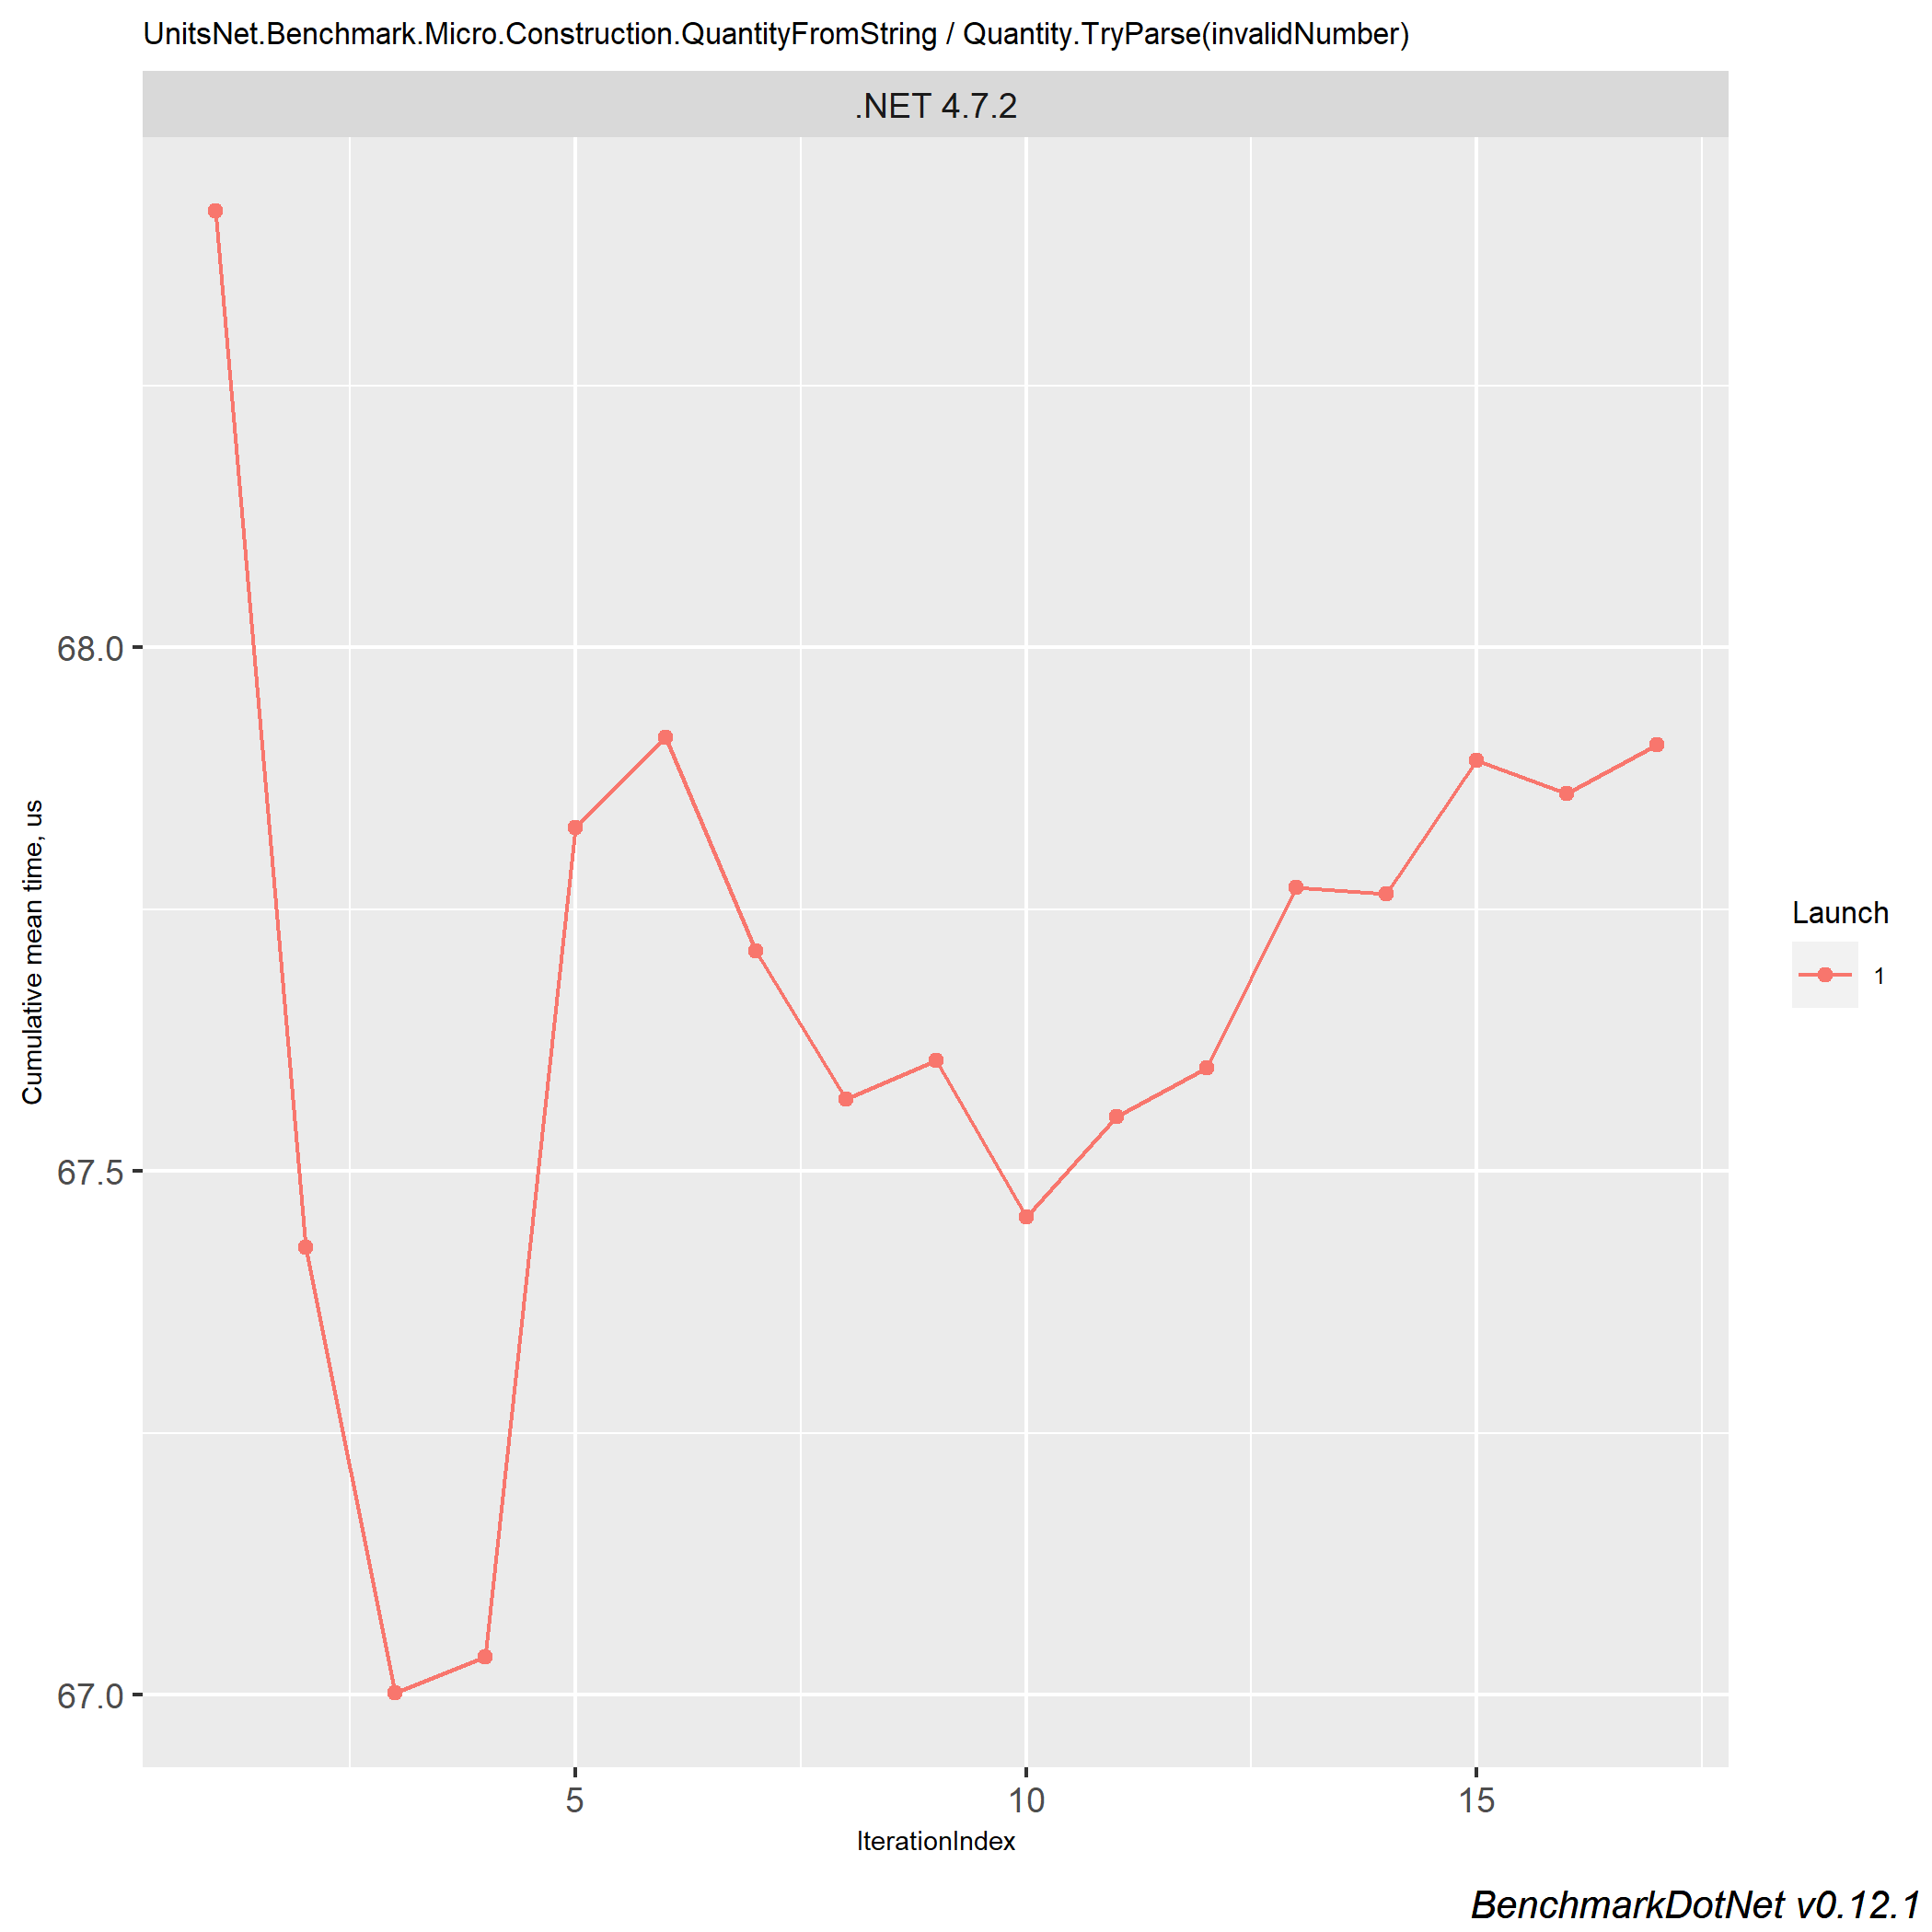 UnitsNet.Benchmark.Micro.Construction.QuantityFromString / Quantity.TryParse(invalidNumber)
.NET 4.7.2
68.0
67.5
67.0
Cumulative mean time, us
5 10 15
IterationIndex
Launch
1
BenchmarkDotNet v0.12.1